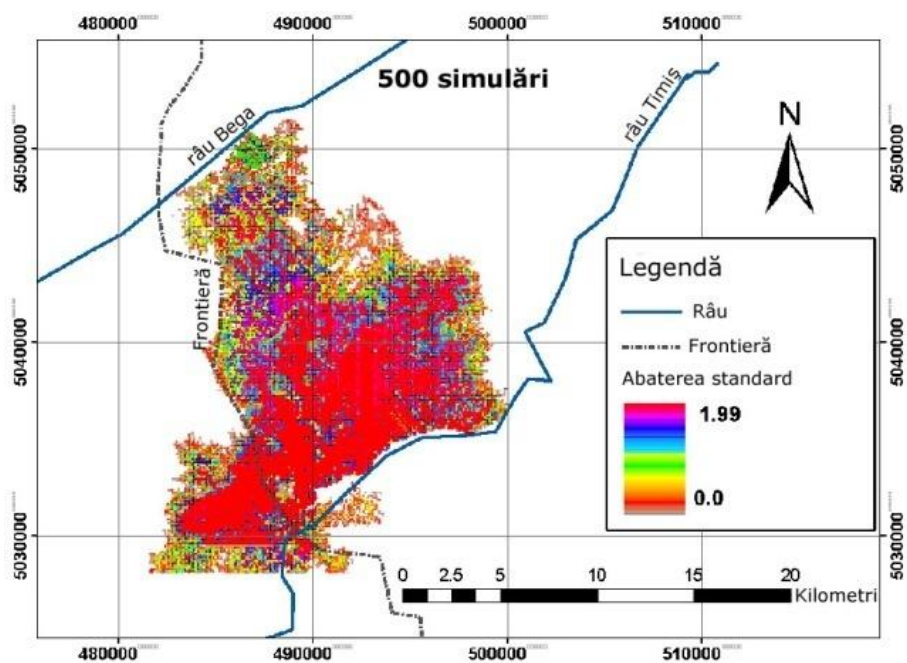 480000 490000 500000 510000
500 simulări
râu Bega
râu Timiș
N
5050000 5050000
Legendă
Râu
Frontieră
Frontieră
Abaterea standard
1.99
0.0
5040000 5040000
5030000 5030000
0 2.5 5 10 15 20
Kilometri
480000 490000 500000 510000